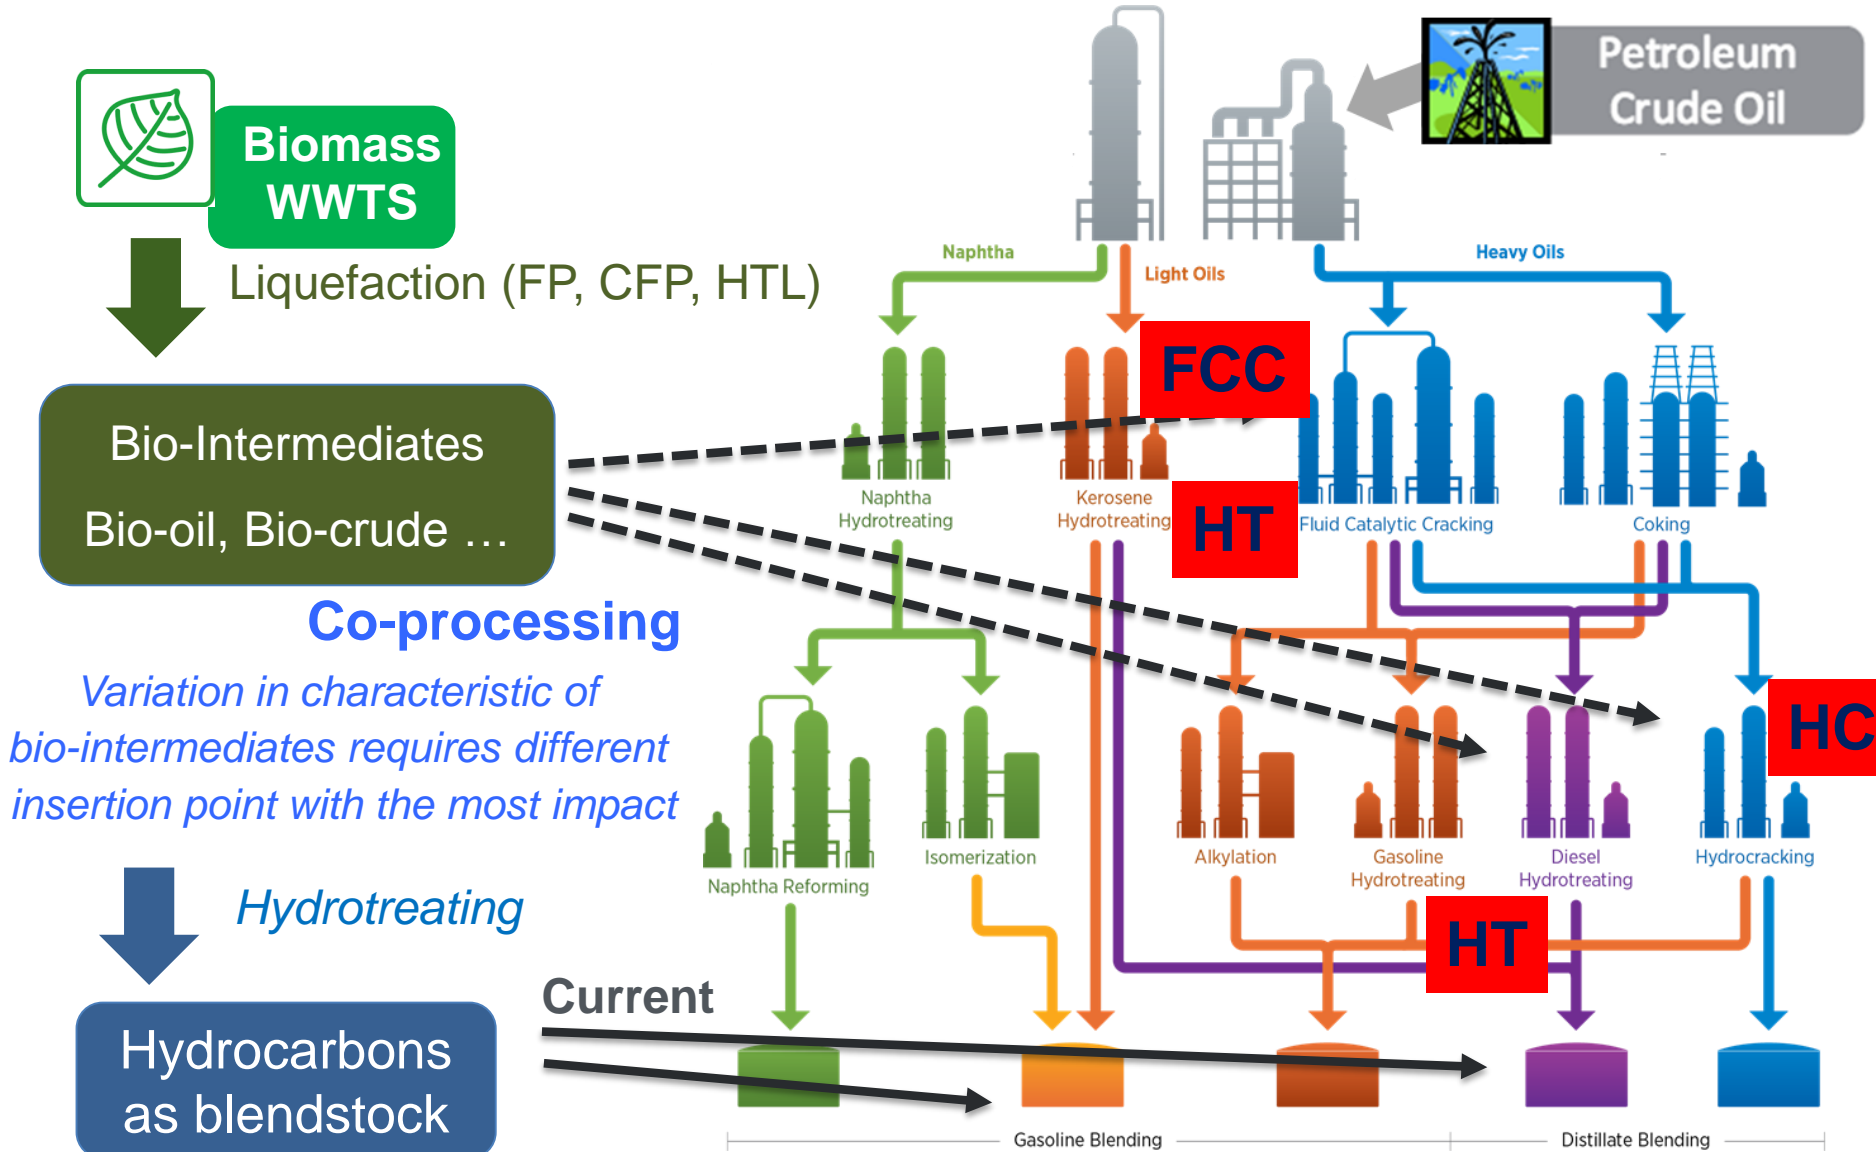 Petroleum
Crude Oil
Biomass
WWTS
Liquefaction (FP, CFP, HTL)
Naphtha
Light Oils
Heavy Oils
FCC
Bio-Intermediates
Bio-oil, Bio-crude …
Naphtha
Hydrotreating
Kerosene
Hydrotreating
HT
Fluid Catalytic Cracking
Coking
Co-processing
Variation in characteristic of
bio-intermediates requires different
insertion point with the most impact
HC
Naphtha Reforming
Isomerization
Alkylation
Gasoline
Hydrotreating
Diesel
Hydrotreating
Hydrocracking
Hydrotreating
HT
Current
Hydrocarbons
as blendstock
Gasoline Blending
Distillate Blending